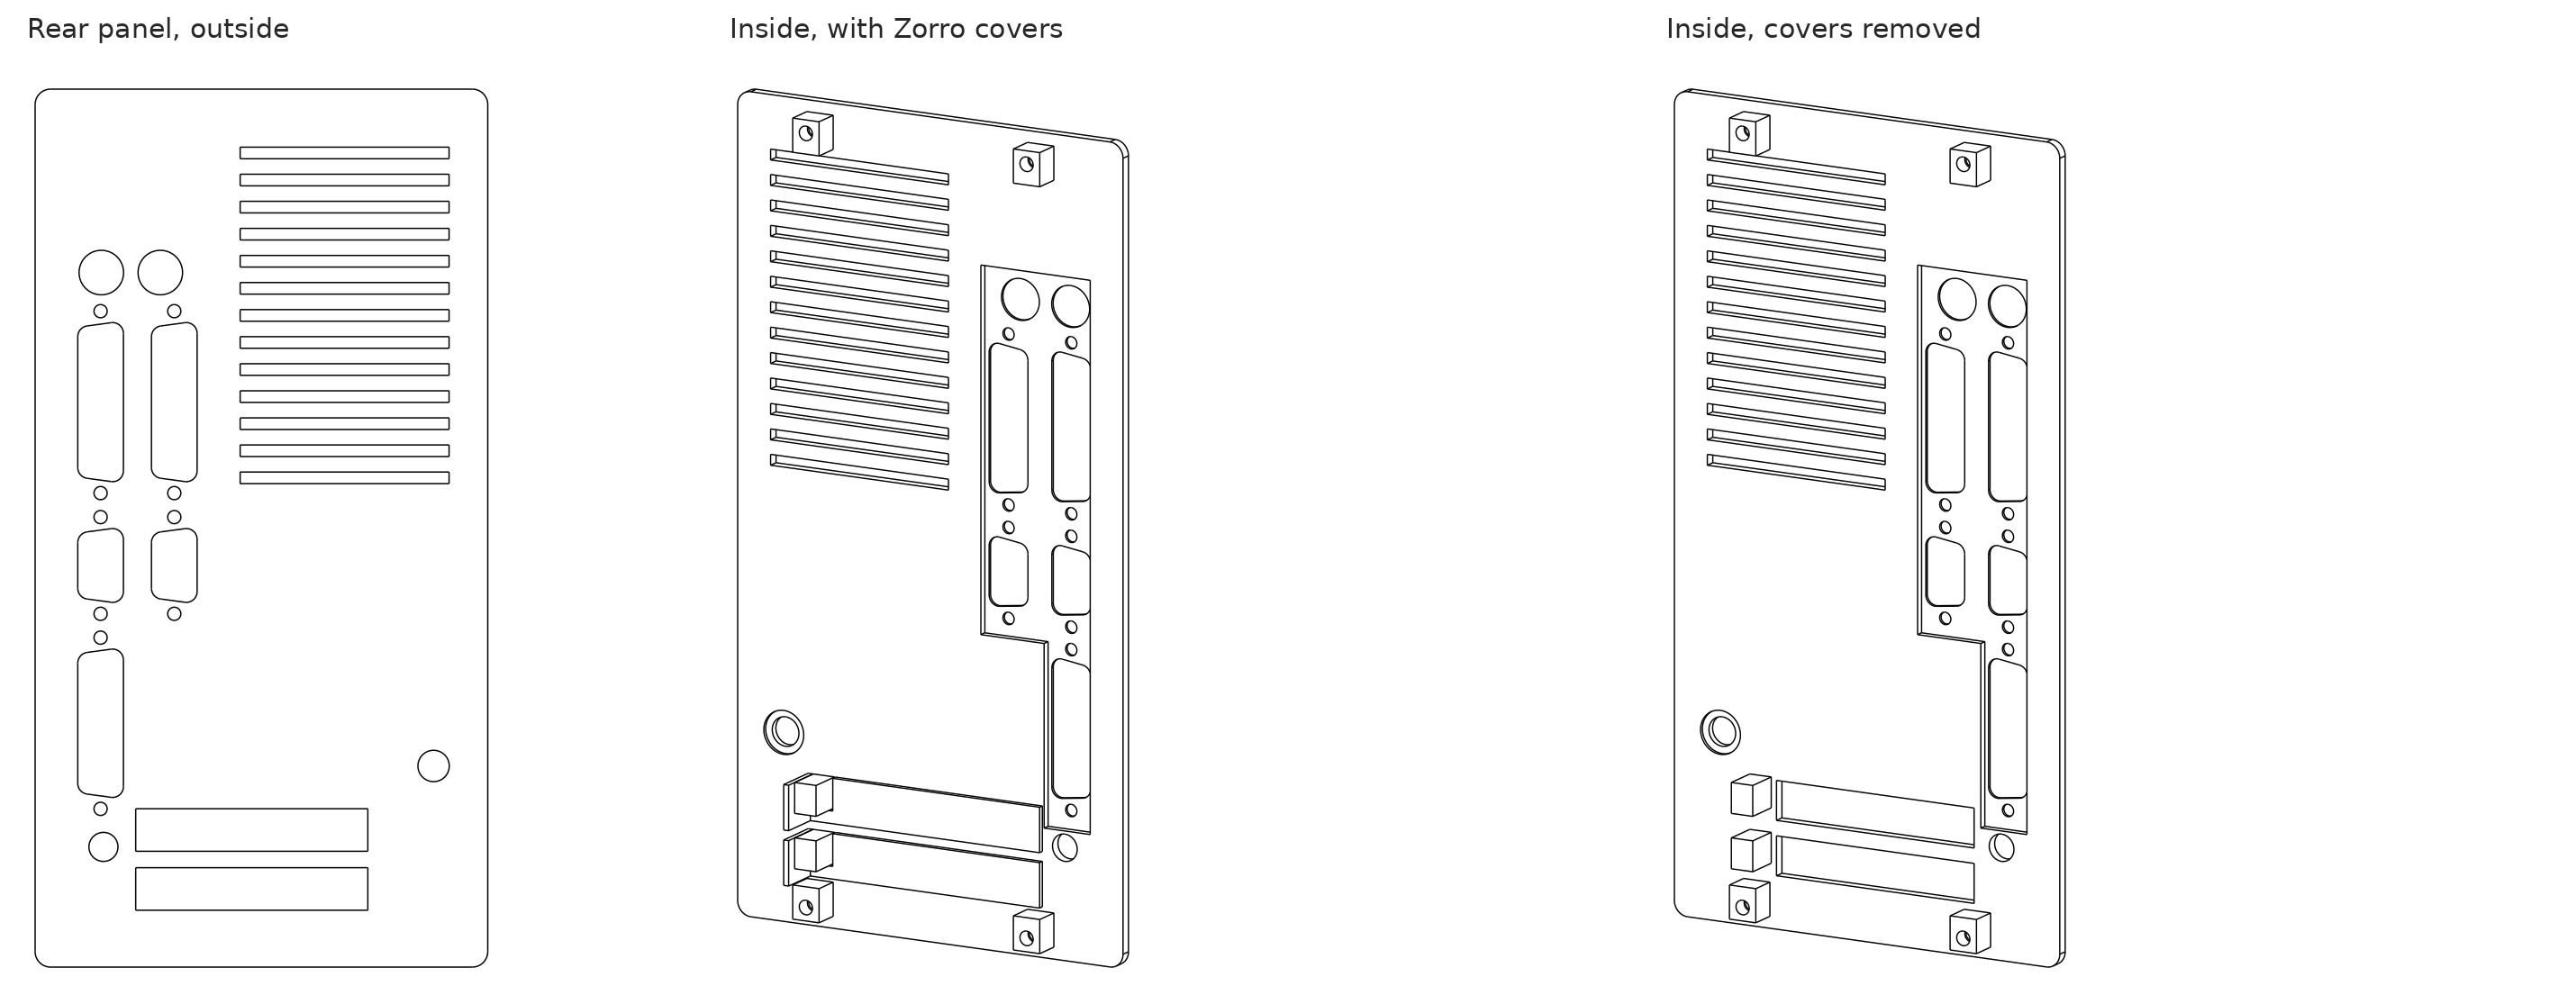 Rear panel, outside
Inside, with Zorro covers
Inside, covers removed